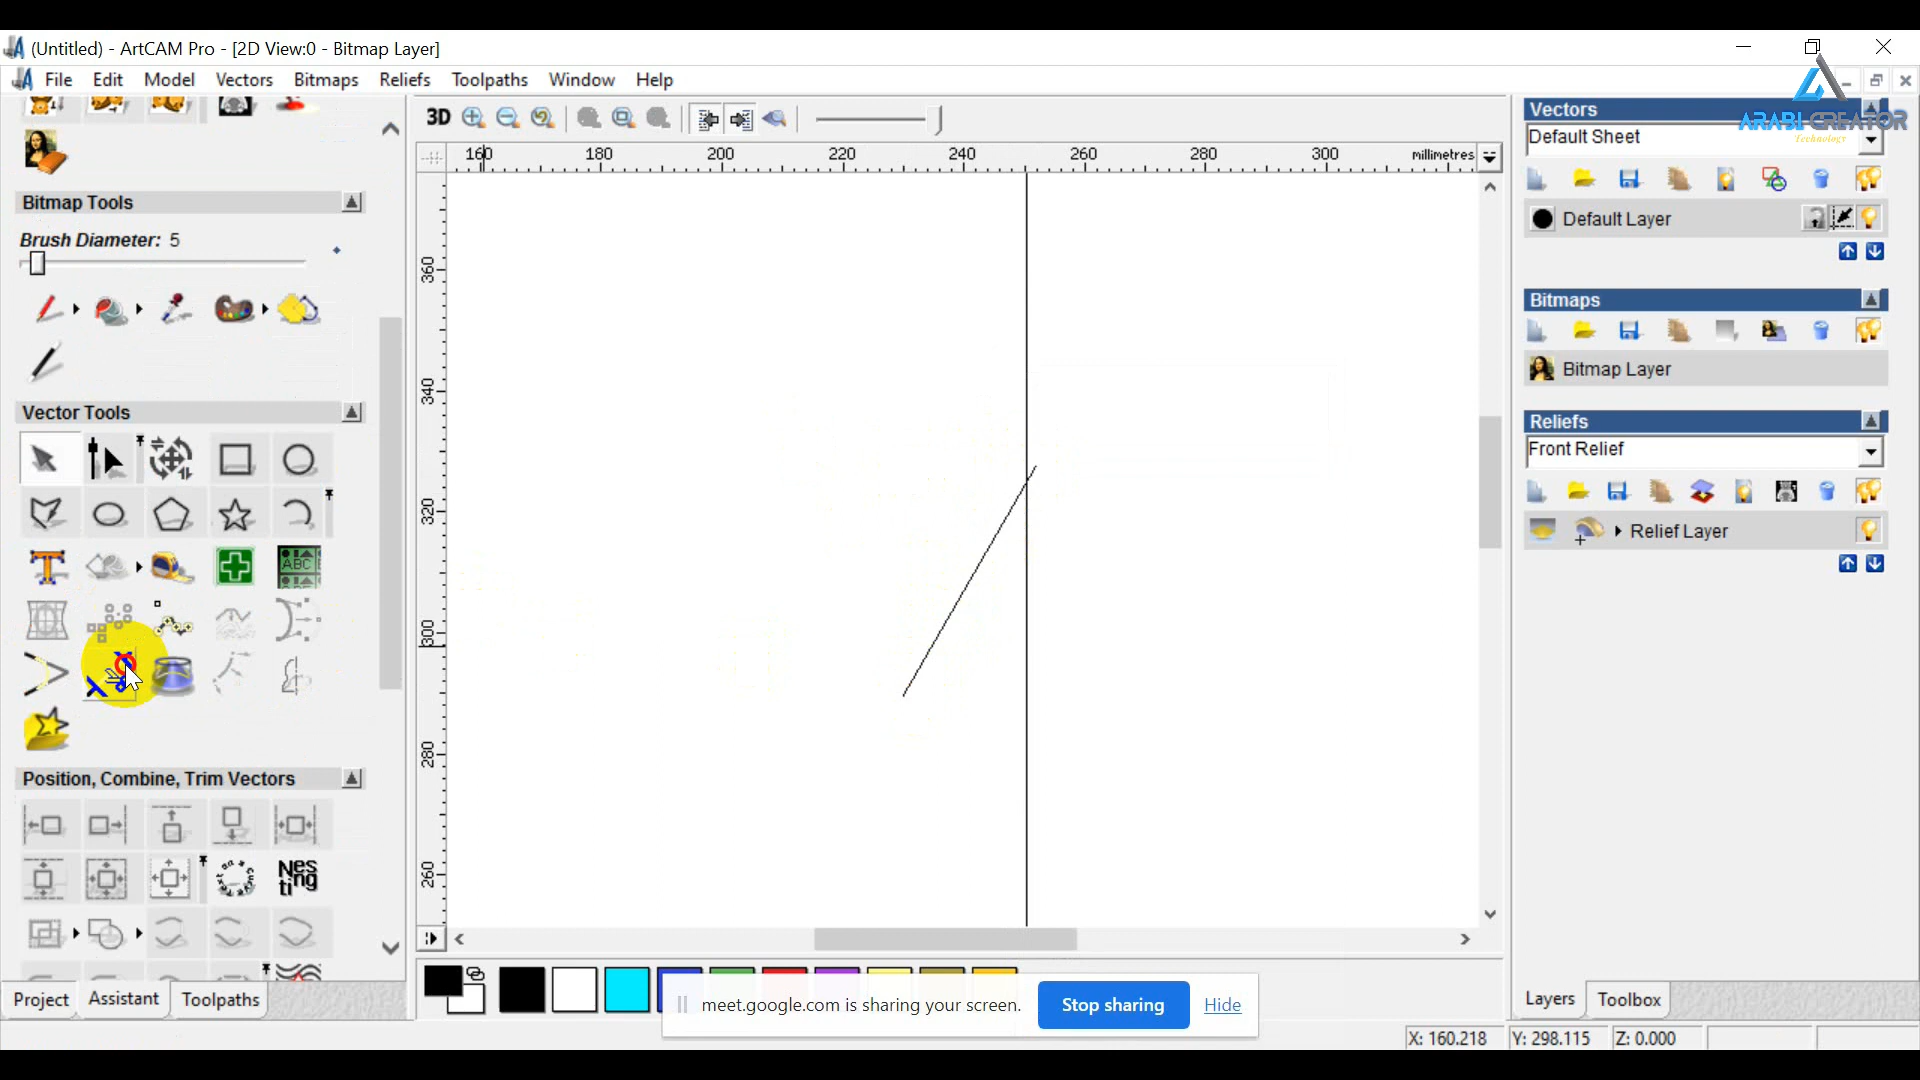 (Untitled) - ArtCAM Pro - [2D View:0 - Bitmap Layer]
File Edit Model Vectors Bitmaps Reliefs Toolpaths Window Help
ARABI CREATOR
Technology
3D
160 180 200 220 240 260 280 300 millimetres
360
340
320
300
280
260
Bitmap Tools
Brush Diameter: 5
Vector Tools
ABC
Position, Combine, Trim Vectors
Nes
ting
Project Assistant Toolpaths
Vectors
Default Sheet
Default Layer
Bitmaps
Bitmap Layer
Reliefs
Front Relief
Relief Layer
Layers Toolbox
meet.google.com is sharing your screen. Stop sharing Hide
X: 160.218 Y: 298.115 Z: 0.000